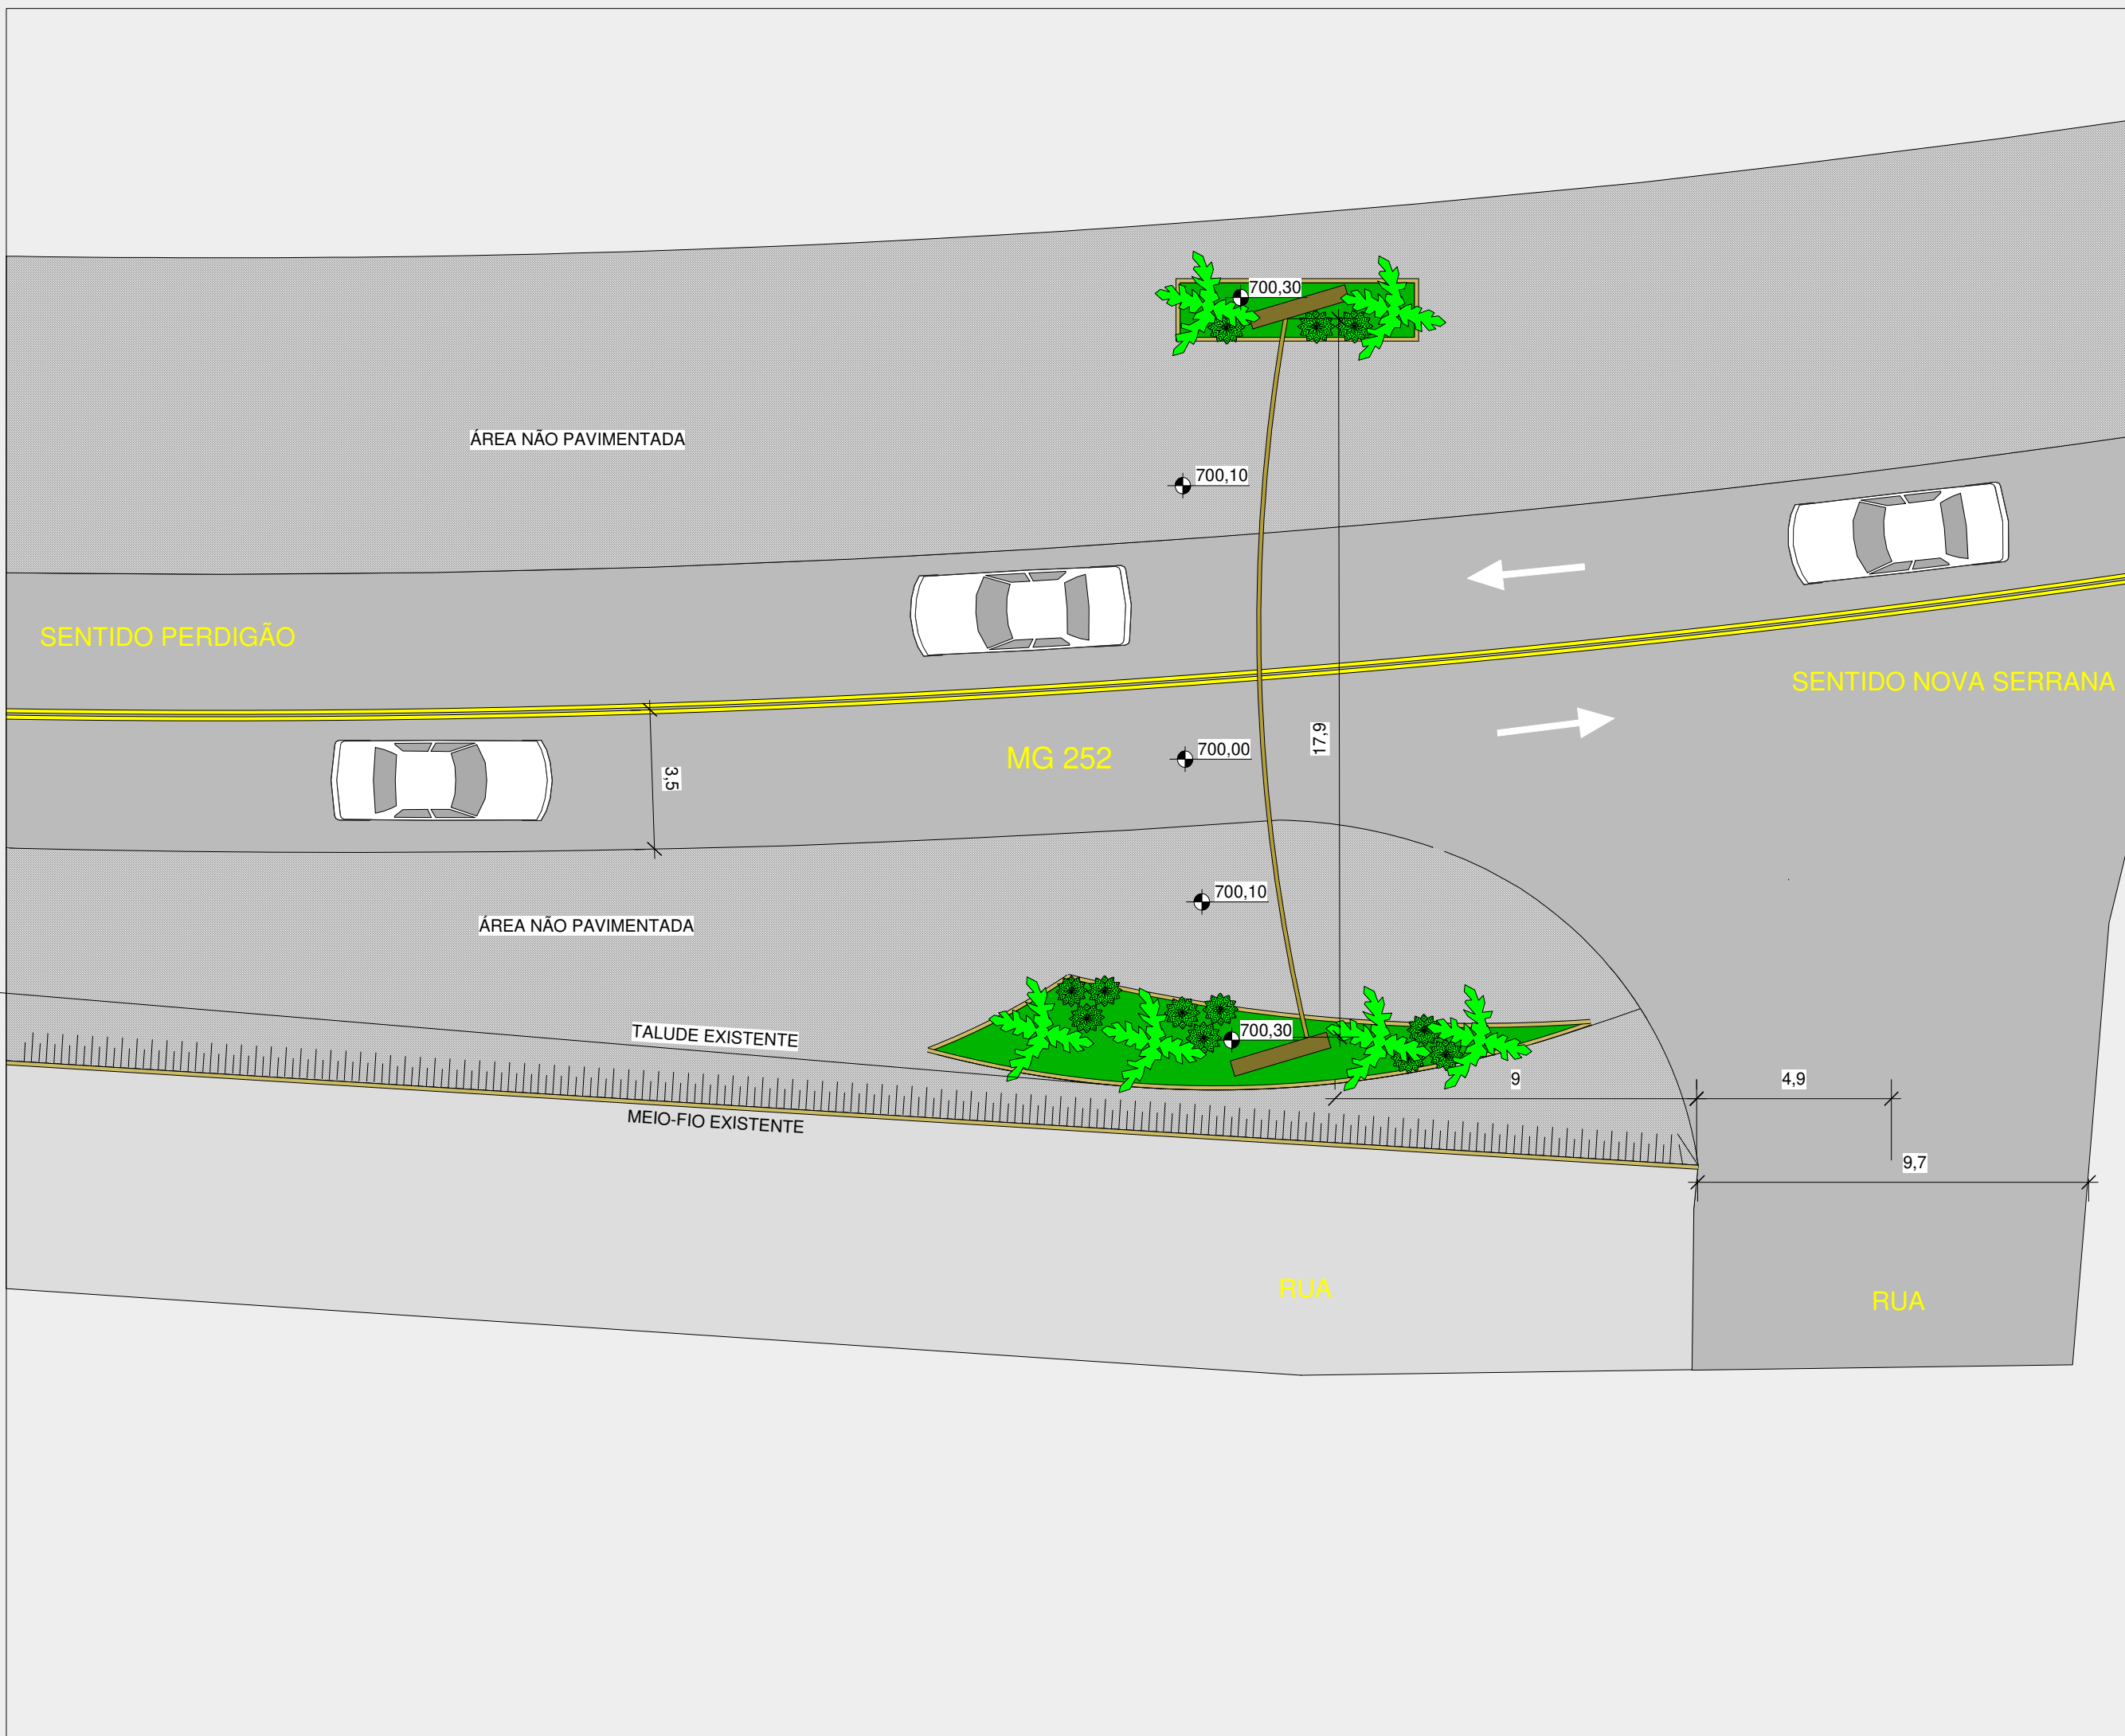 700,30
ÁREA NÃO PAVIMENTADA
700,10
SENTIDO PERDIGÃO
SENTIDO NOVA SERRANA
17,9
700,00
MG 252
3,5
700,10
ÁREA NÃO PAVIMENTADA
700,30
TALUDE EXISTENTE
9
4,9
MEIO-FIO EXISTENTE
9,7
RUA
RUA